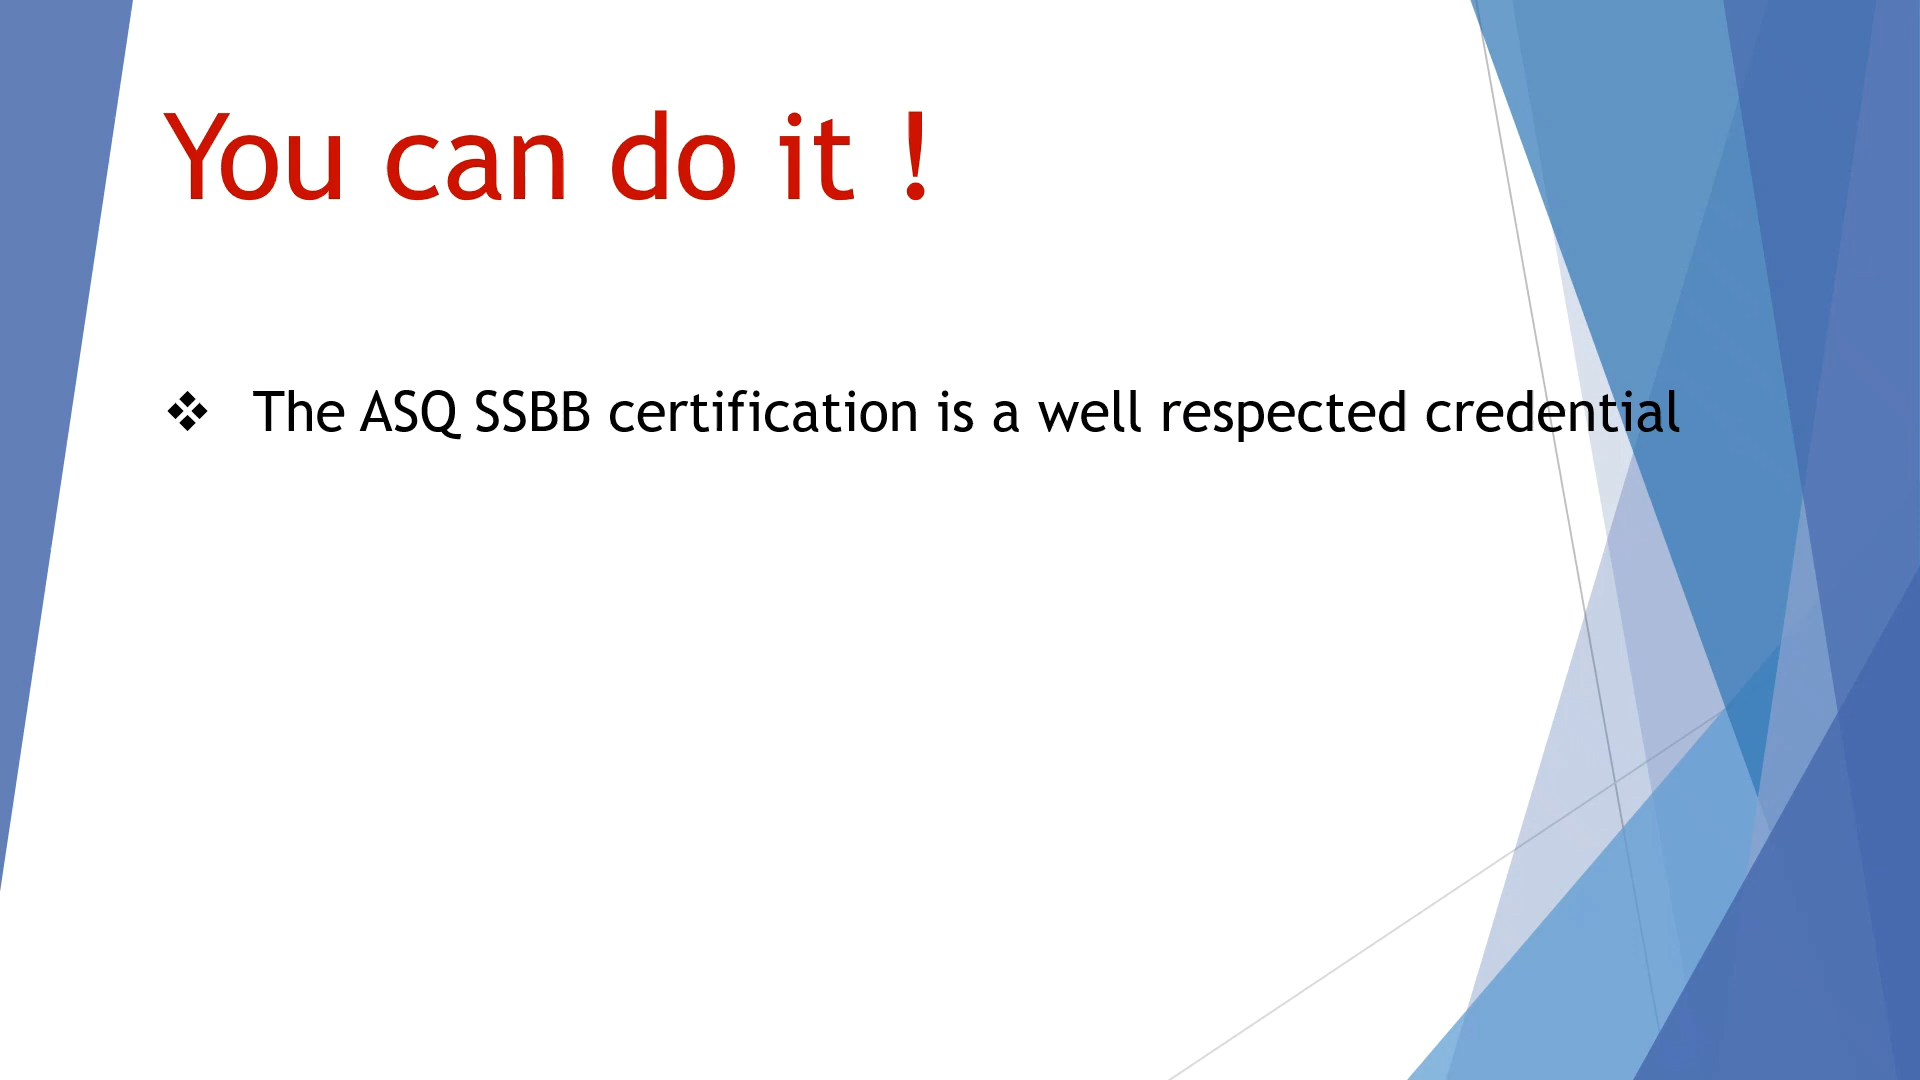 You can do it !
❖ The ASQ SSBB certification is a well respected credential